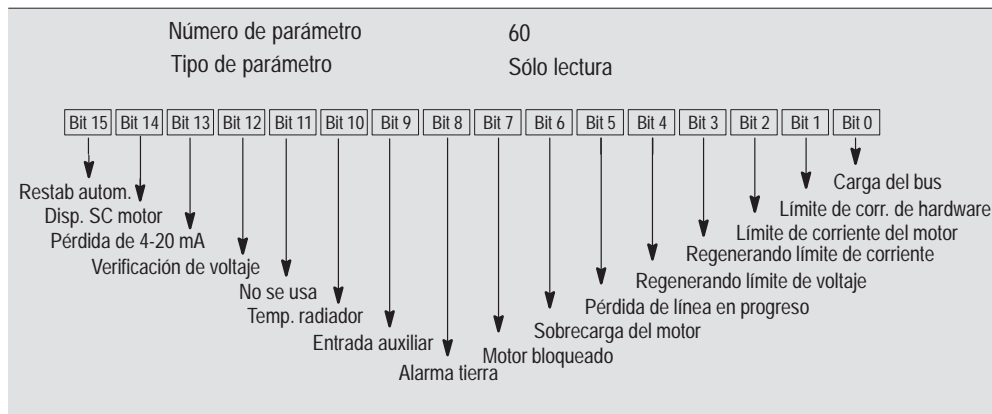 Número de parámetro 60
Tipo de parámetro Sólo lectura
Bit 15 Bit 14 Bit 13 Bit 12 Bit 11 Bit 10 Bit 9 Bit 8 Bit 7 Bit 6 Bit 5 Bit 4 Bit 3 Bit 2 Bit 1 Bit 0
Restab autom.
Disp. SC motor
Pérdida de 4-20 mA
Verificación de voltaje
No se usa
Temp. radiador
Entrada auxiliar
Alarma tierra
Carga del bus
Límite de corr. de hardware
Límite de corriente del motor
Regenerando límite de corriente
Regenerando límite de voltaje
Pérdida de línea en progreso
Sobrecarga del motor
Motor bloqueado